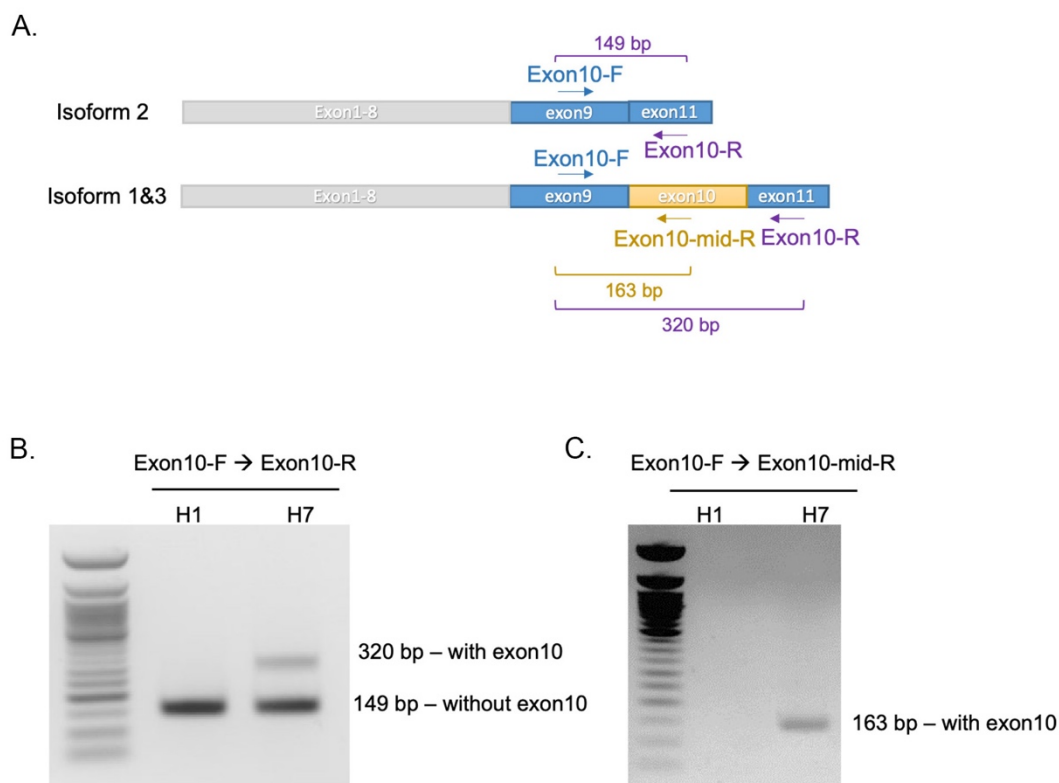 A.
149 bp
Exon10-F
Isoform 2
Exon1-8
exon9
exon11
Exon10-R
Exon10-F
Isoform 1&3
Exon1-8
exon9
exon10
exon11
Exon10-mid-R
Exon10-R
163 bp
320 bp
B.
Exon10-F → Exon10-R
H1 H7
320 bp – with exon10
149 bp – without exon10
C.
Exon10-F → Exon10-mid-R
H1 H7
163 bp – with exon10